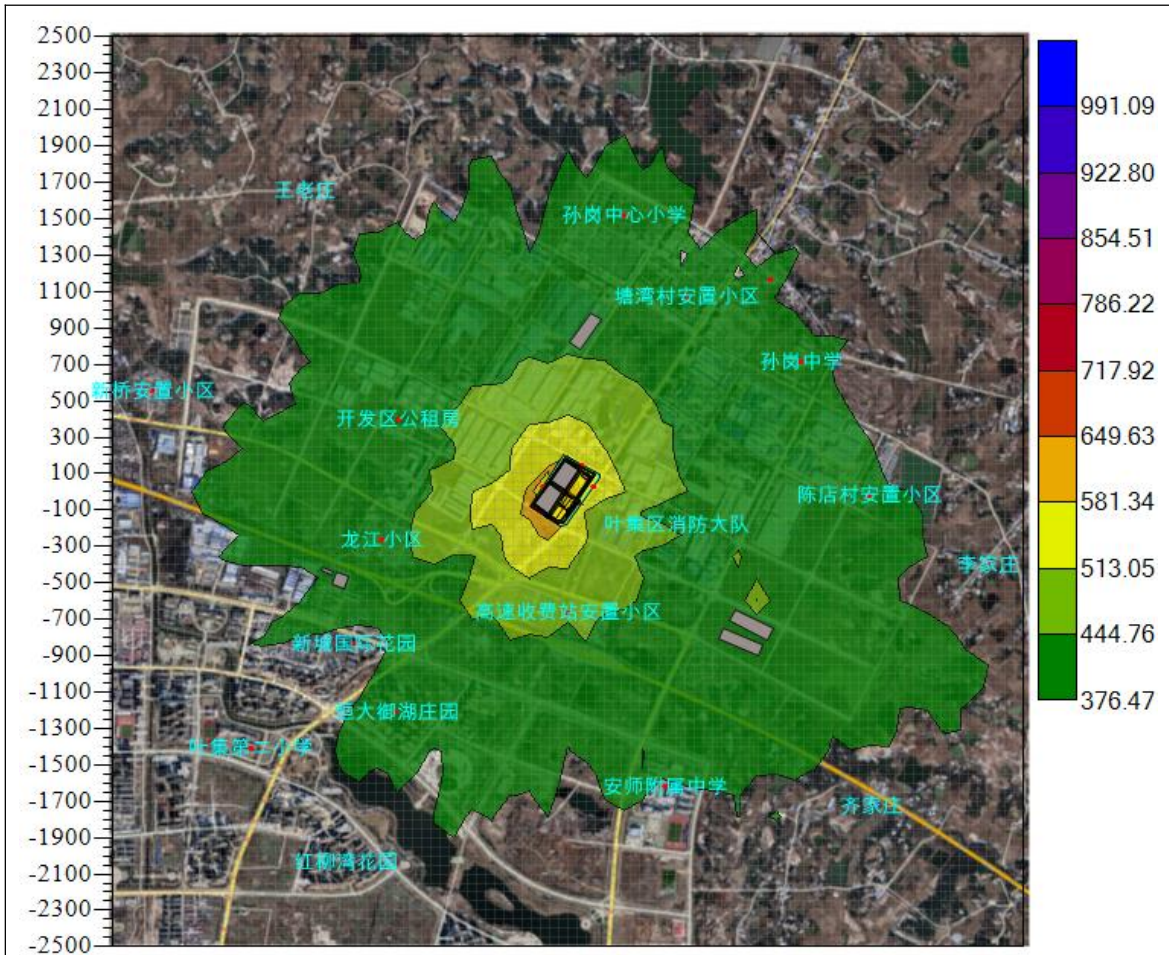 2500
2300
2100
1900
1700
1500
1300
1100
900
700
500
300
100
-100
-300
-500
-700
-900
-1100
-1300
-1500
-1700
-1900
-2100
-2300
-2500
王老庄
孙岗中心小学
塘湾村安置小区
孙岗中学
新桥安置小区
开发区公租房
陈店村安置小区
叶集区消防大队
龙江小区
李家庄
高速收费站安置小区
新城国际花园
恒大御湖庄园
叶集第二小学
安师附属中学
齐家庄
红柳湾花园
991.09
922.80
854.51
786.22
717.92
649.63
581.34
513.05
444.76
376.47